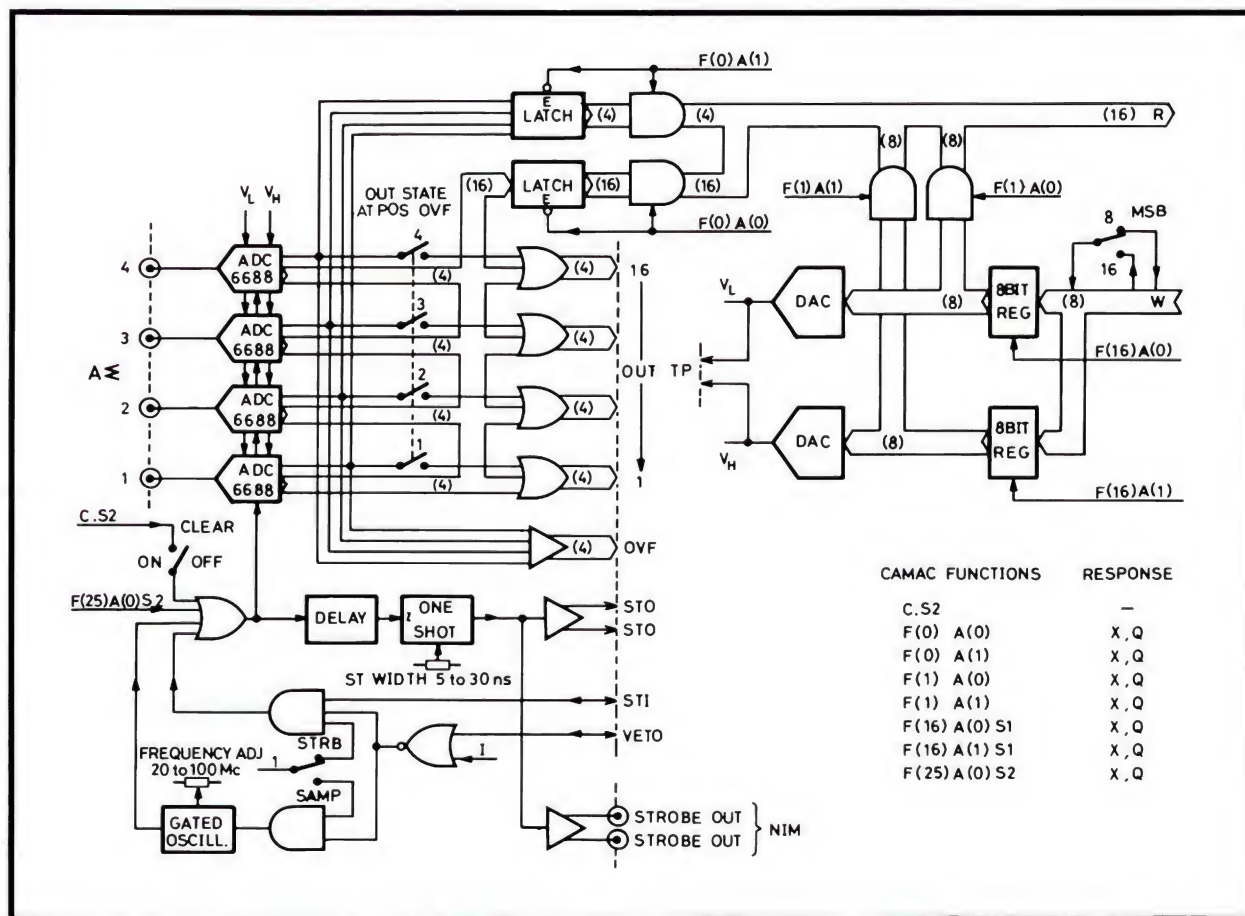 F(0)A(1)
E
LATCH
(4)
(4)
(16) R
(8)
(8)
(16)
LATCH
E
(16)
(16)
F(1)A(1)
F(1)A(0)
F(0)A(0)
OUT STATE
AT POS OVF
VL VH
ADC
6688
4
4
(4)
(4)
16
ADC
6688
3
3
(4)
(4)
OUT TP
ADC
6688
2
2
(4)
(4)
ADC
6688
1
1
(4)
(4)
1
8 MSB
16
VL
DAC
(8)
8BIT
REG
(8)
W
F(16)A(0)
VH
DAC
(8)
8BIT
REG
F(16)A(1)
C.S2
CLEAR
ON OFF
F(25)A(0)S2
(4)
OVF
DELAY
ONE
SHOT
STO
STO
ST WIDTH 5 to 30 ns
STI
VETO
STRB
1
SAMP
I
FREQUENCY ADJ
20 to 100 Mc
GATED
OSCILL.
STROBE OUT
STROBE OUT
NIM
CAMAC FUNCTIONS RESPONSE
C.S2 —
F(0) A(0) X,Q
F(0) A(1) X,Q
F(1) A(0) X,Q
F(1) A(1) X,Q
F(16) A(0) S1 X,Q
F(16) A(1) S1 X,Q
F(25) A(0) S2 X,Q